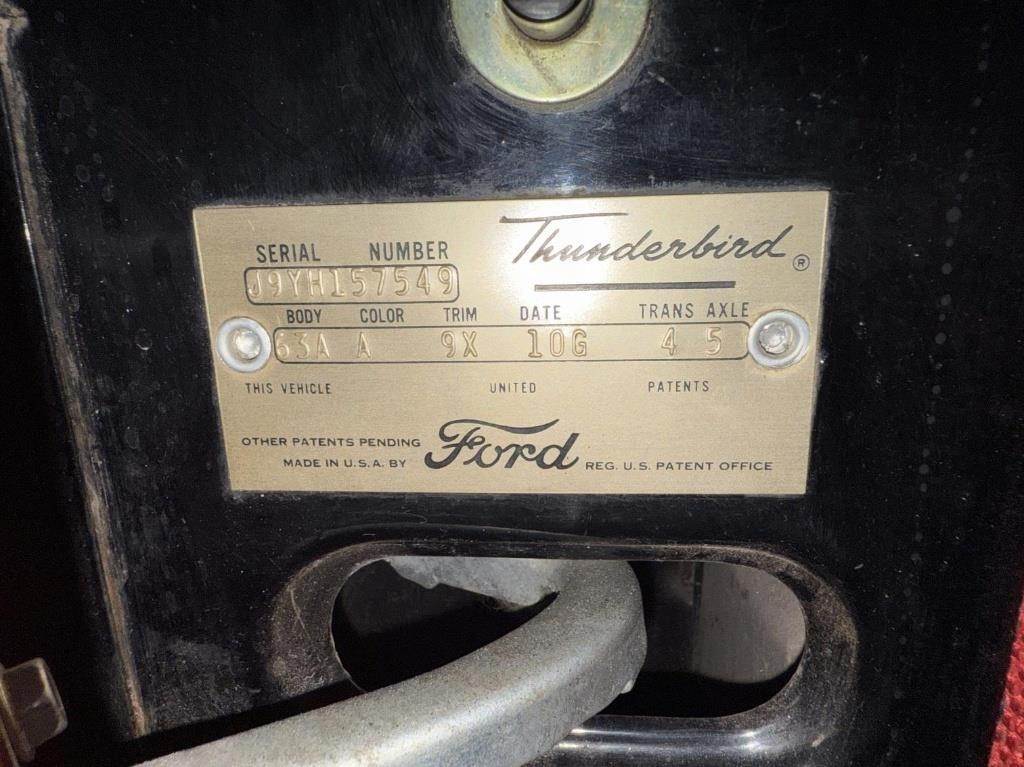 SERIAL NUMBER
Thunderbird®
J9YH157549
BODY COLOR TRIM DATE TRANS AXLE
63A A 9X 10G 4 5
THIS VEHICLE UNITED PATENTS
OTHER PATENTS PENDING
MADE IN U.S.A. BY Ford REG. U.S. PATENT OFFICE